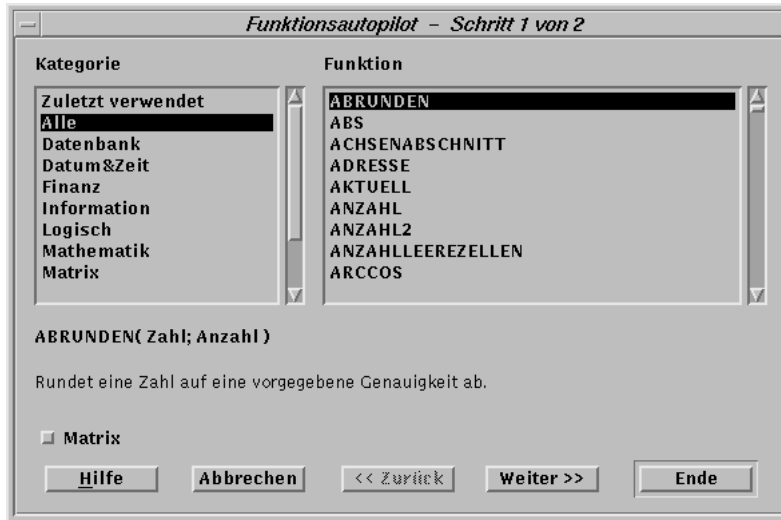 Funktionsautopilot – Schritt 1 von 2
Kategorie
Zuletzt verwendet
Alle
Datenbank
Datum&Zeit
Finanz
Information
Logisch
Mathematik
Matrix
Funktion
ABRUNDEN
ABS
ACHSENABSCHNITT
ADRESSE
AKTUELL
ANZAHL
ANZAHL2
ANZAHLLEEREZELLEN
ARCCOS
ABRUNDEN( Zahl; Anzahl )
Rundet eine Zahl auf eine vorgegebene Genauigkeit ab.
Matrix
Hilfe
Abbrechen
<< Zurück
Weiter >>
Ende